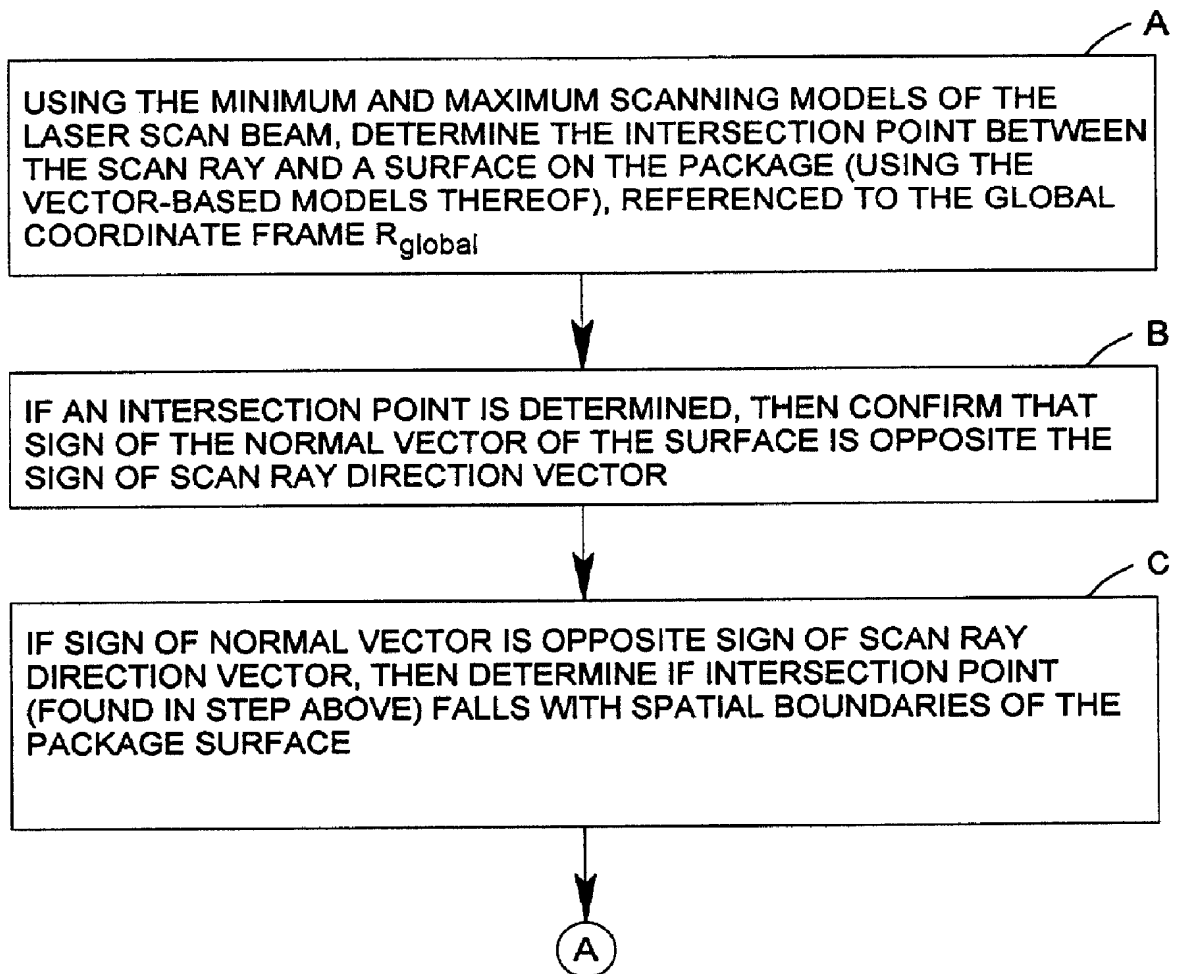 A
USING THE MINIMUM AND MAXIMUM SCANNING MODELS OF THE
LASER SCAN BEAM, DETERMINE THE INTERSECTION POINT BETWEEN
THE SCAN RAY AND A SURFACE ON THE PACKAGE (USING THE
VECTOR-BASED MODELS THEREOF), REFERENCED TO THE GLOBAL
COORDINATE FRAME Rglobal
B
IF AN INTERSECTION POINT IS DETERMINED, THEN CONFIRM THAT
SIGN OF THE NORMAL VECTOR OF THE SURFACE IS OPPOSITE THE
SIGN OF SCAN RAY DIRECTION VECTOR
C
IF SIGN OF NORMAL VECTOR IS OPPOSITE SIGN OF SCAN RAY
DIRECTION VECTOR, THEN DETERMINE IF INTERSECTION POINT
(FOUND IN STEP ABOVE) FALLS WITH SPATIAL BOUNDARIES OF THE
PACKAGE SURFACE
A